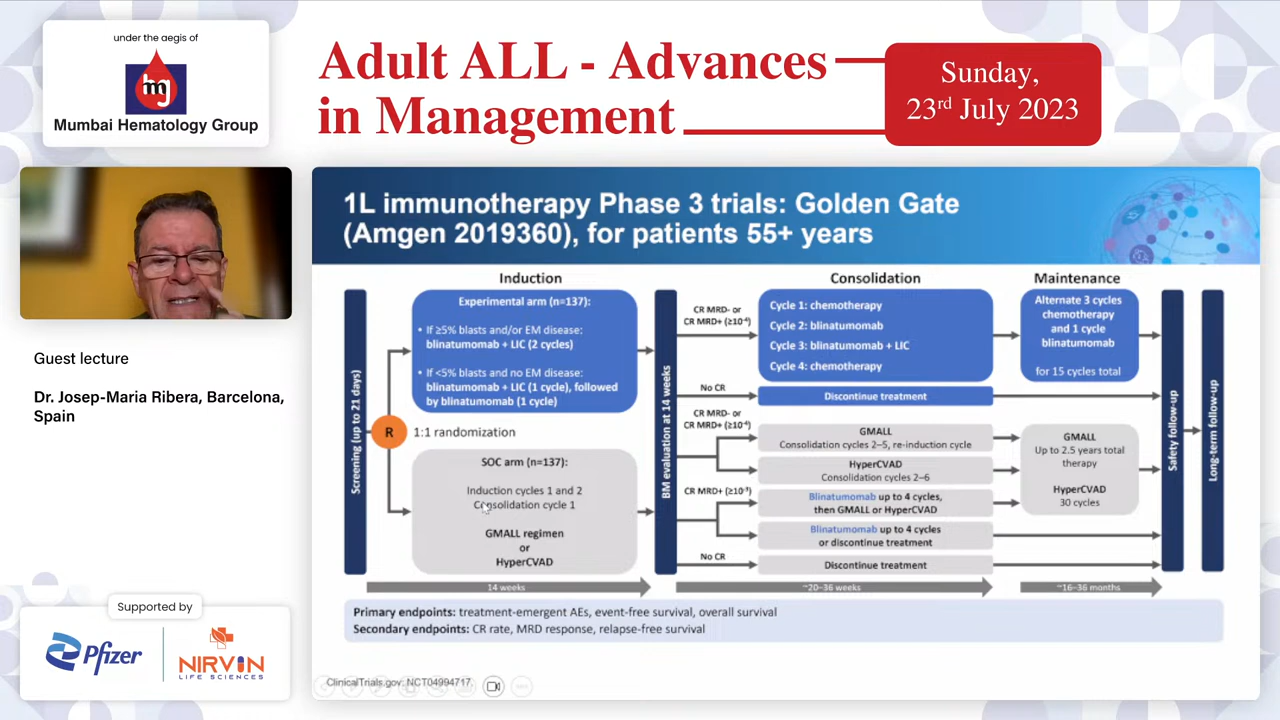 under the aegis of
mg
Mumbai Hematology Group
Adult ALL - Advances
in Management
Sunday,
23rd July 2023
Guest lecture
Dr. Josep-Maria Ribera, Barcelona,
Spain
Supported by
Pfizer
NIRVIN
LIFE SCIENCES
1L immunotherapy Phase 3 trials: Golden Gate
(Amgen 2019360), for patients 55+ years
Induction
Consolidation
Maintenance
Screening (up to 21 days)
R
1:1 randomization
Experimental arm (n=137):
• If ≥5% blasts and/or EM disease:
blinatumomab + LIC (2 cycles)
• If <5% blasts and no EM disease:
blinatumomab + LIC (1 cycle), followed
by blinatumomab (1 cycle)
SOC arm (n=137):
Induction cycles 1 and 2
Consolidation cycle 1
GMALL regimen
or
HyperCVAD
BM evaluation at 14 weeks
CR MRD- or
CR MRD+ (≥10⁻⁴)
Cycle 1: chemotherapy
Cycle 2: blinatumomab
Cycle 3: blinatumomab + LIC
Cycle 4: chemotherapy
Alternate 3 cycles
chemotherapy
and 1 cycle
blinatumomab
for 15 cycles total
No CR
Discontinue treatment
CR MRD- or
CR MRD+ (≥10⁻⁴)
GMALL
Consolidation cycles 2–5, re-induction cycle
HyperCVAD
Consolidation cycles 2–6
GMALL
Up to 2.5 years total
therapy
HyperCVAD
30 cycles
CR MRD+ (≥10⁻³)
Blinatumomab up to 4 cycles,
then GMALL or HyperCVAD
Blinatumomab up to 4 cycles
or discontinue treatment
No CR
Discontinue treatment
Safety follow-up
Long-term follow-up
14 weeks
~20–36 weeks
~16–36 months
Primary endpoints: treatment-emergent AEs, event-free survival, overall survival
Secondary endpoints: CR rate, MRD response, relapse-free survival
ClinicalTrials.gov: NCT04994717.